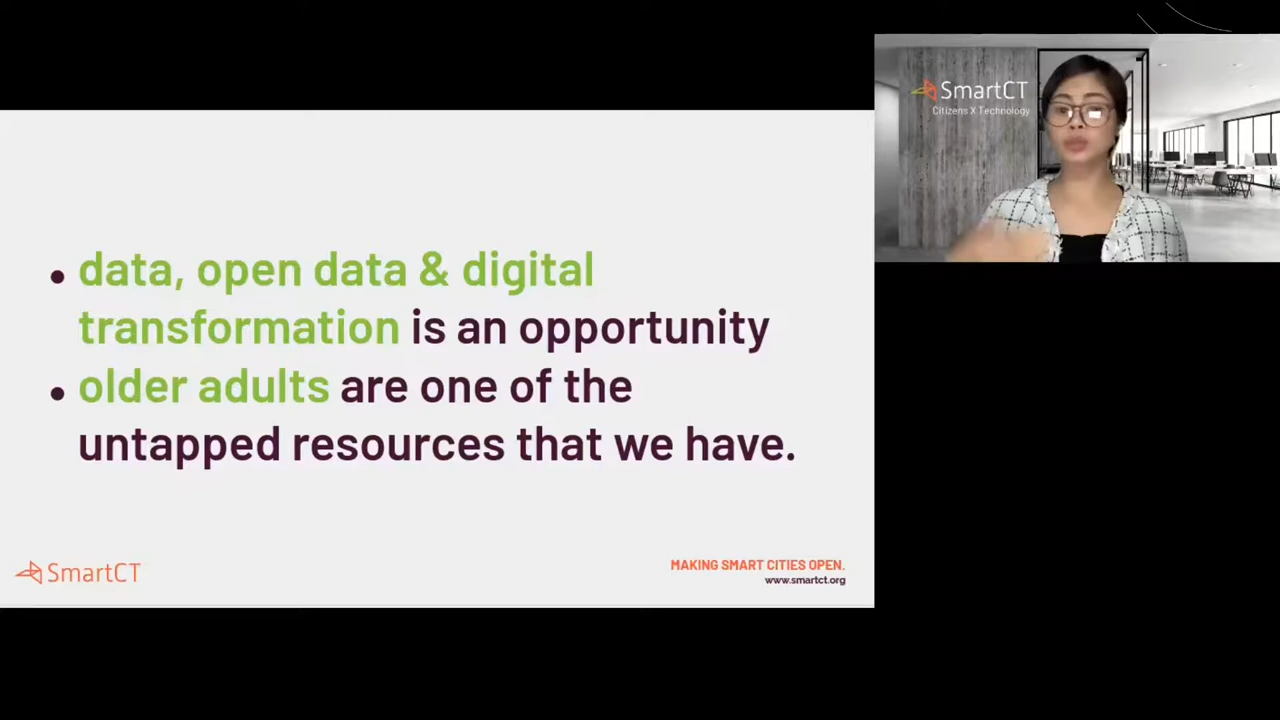 • data, open data & digital
transformation is an opportunity
• older adults are one of the
untapped resources that we have.
SmartCT
MAKING SMART CITIES OPEN.
www.smartct.org
SmartCT
Citizens X Technology